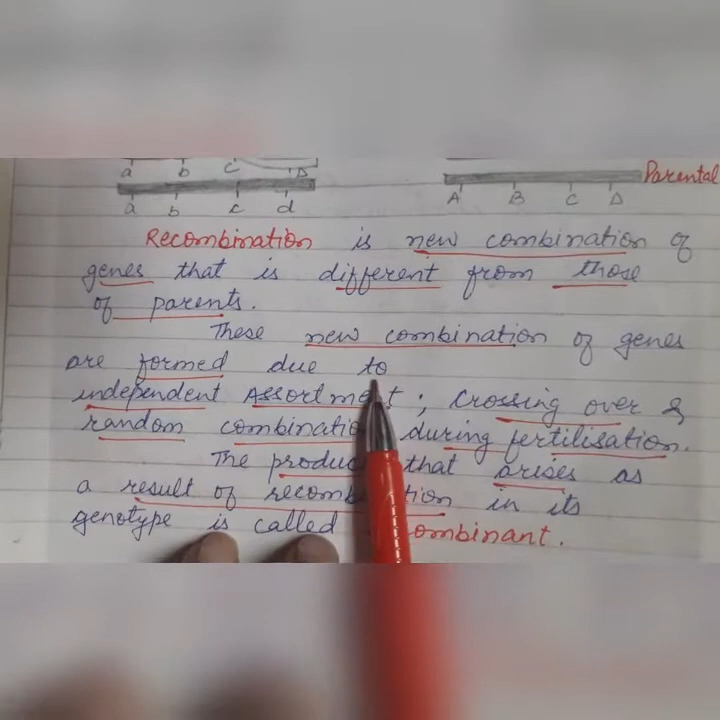 a b c D
a b c d
Parental
A B C D
Recombination is new combination of
genes that is different from those
of parents.
These new combination of genes
are formed due to
independent Assortment; Crossing over &
random combination during fertilisation.
The product that arises as
a result of recombination in its
genotype is called ombinant.